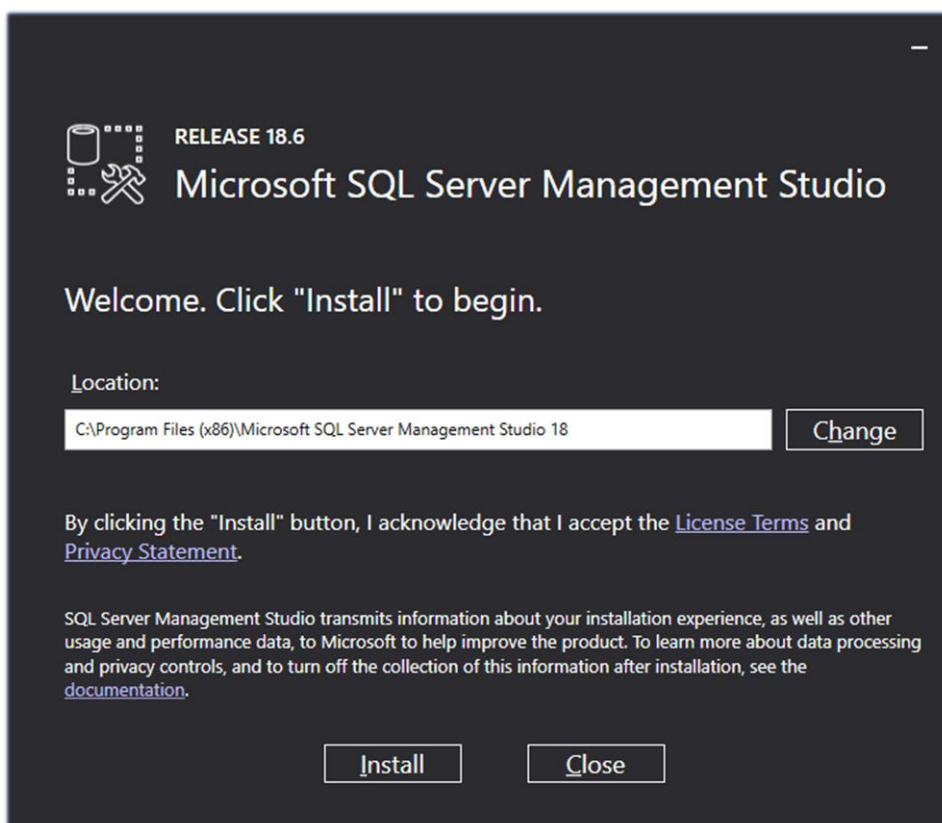 RELEASE 18.6
Microsoft SQL Server Management Studio
Welcome. Click "Install" to begin.
Location:
C:\Program Files (x86)\Microsoft SQL Server Management Studio 18
Change
By clicking the "Install" button, I acknowledge that I accept the License Terms and
Privacy Statement.
SQL Server Management Studio transmits information about your installation experience, as well as other
usage and performance data, to Microsoft to help improve the product. To learn more about data processing
and privacy controls, and to turn off the collection of this information after installation, see the
documentation.
Install
Close